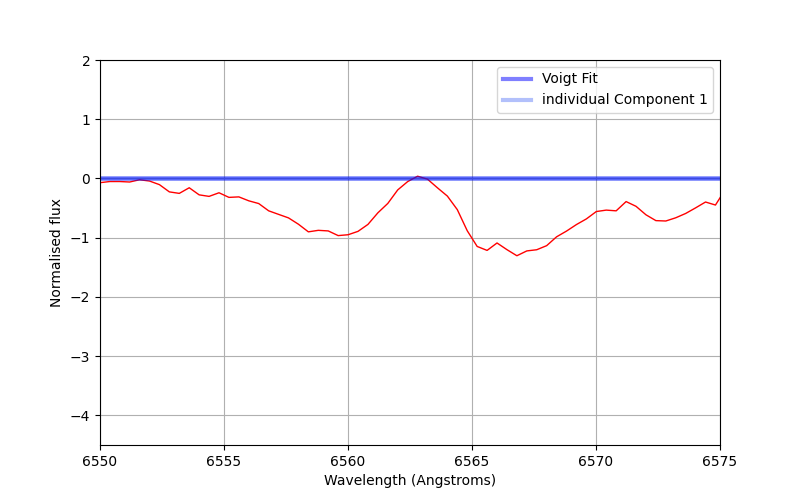 2
1
0
−1
−2
−3
−4
Normalised flux
Voigt Fit
individual Component 1
6550 6555 6560 6565 6570 6575
Wavelength (Angstroms)